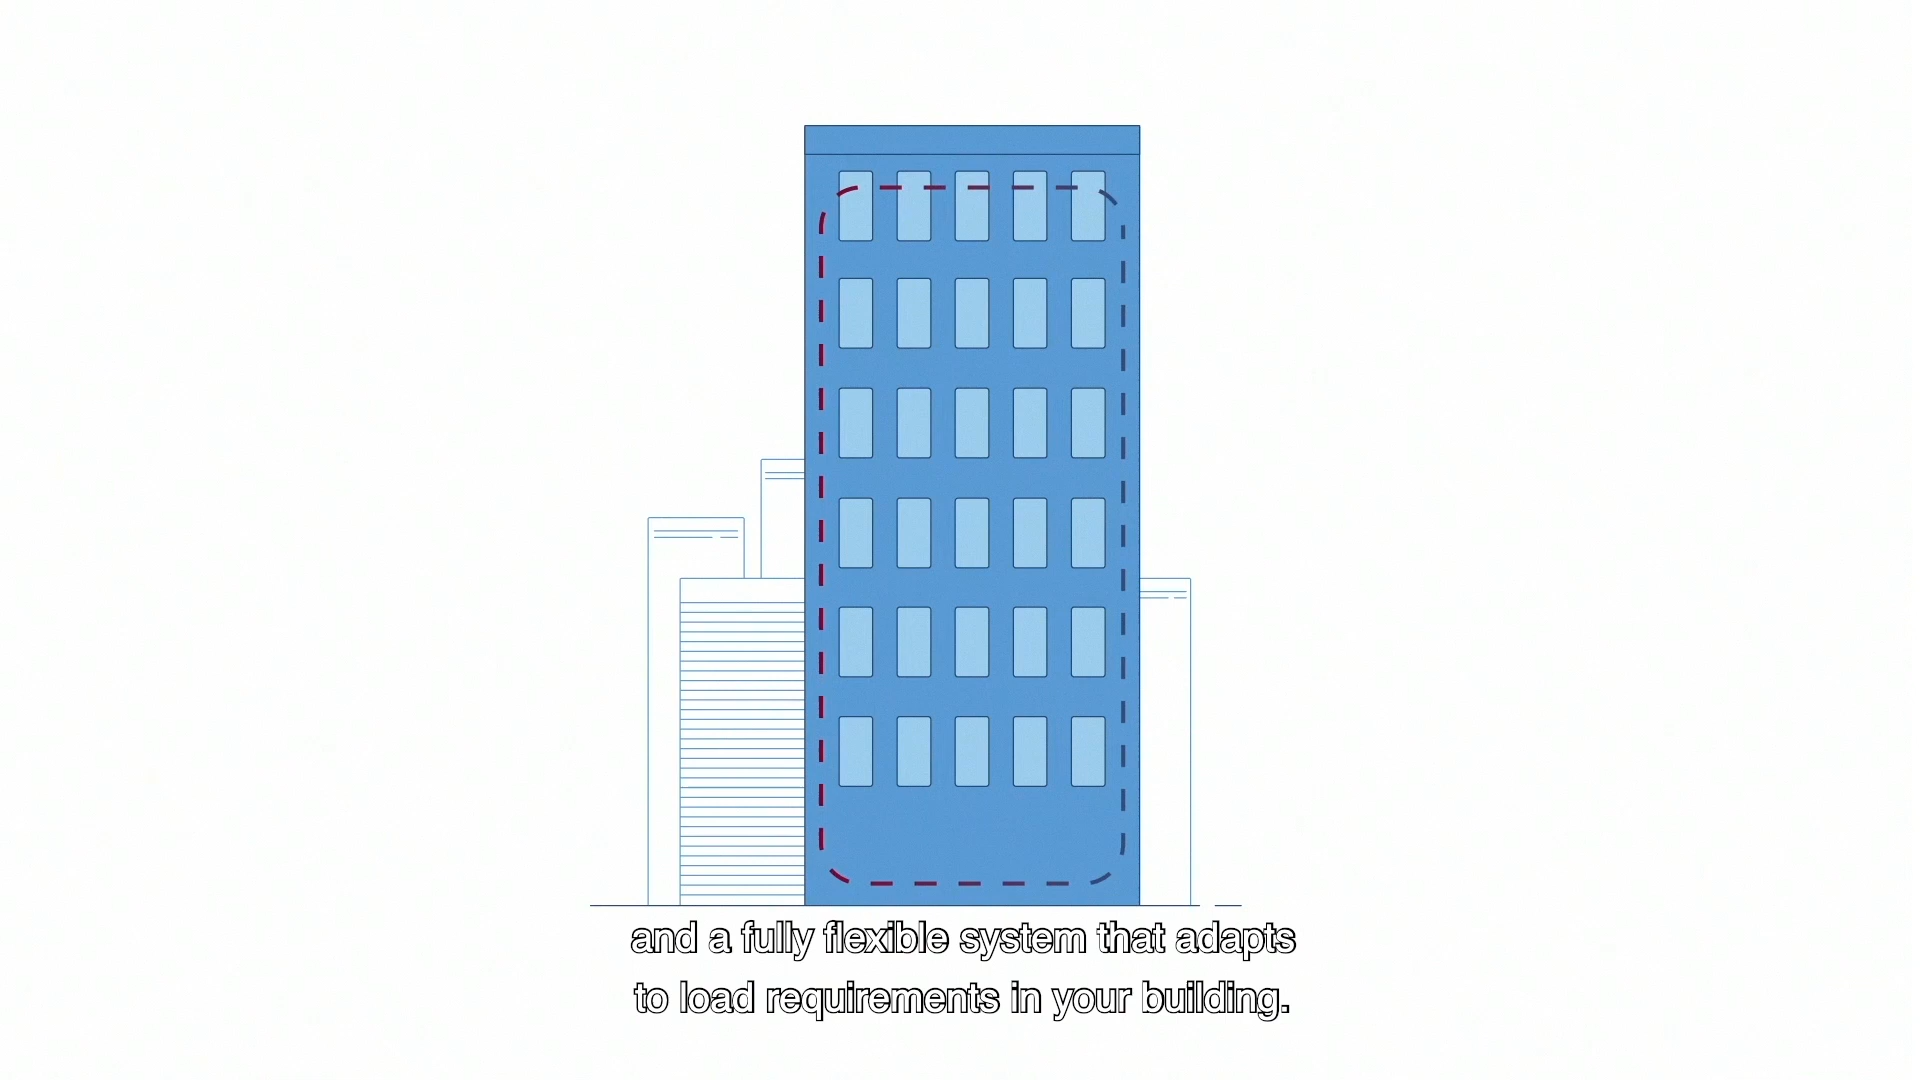 and a fully flexible system that adapts
to load requirements in your building.